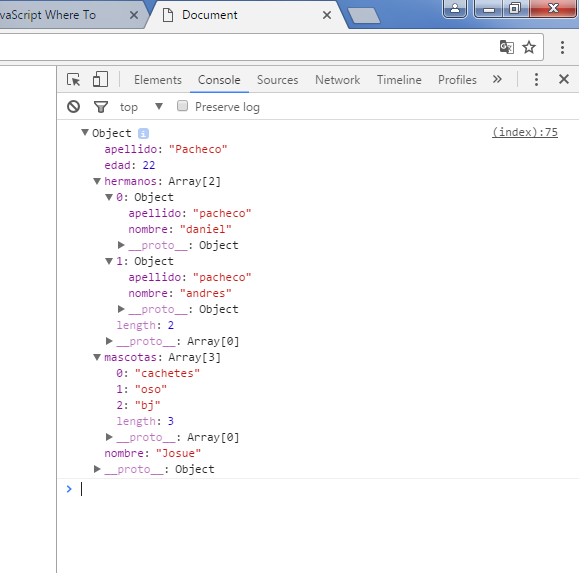 vaScript Where To
Document
Elements Console Sources Network Timeline Profiles »
top Preserve log
Object i (index):75
apellido: "Pacheco"
edad: 22
hermanos: Array[2]
0: Object
apellido: "pacheco"
nombre: "daniel"
__proto__: Object
1: Object
apellido: "pacheco"
nombre: "andres"
__proto__: Object
length: 2
__proto__: Array[0]
mascotas: Array[3]
0: "cachetes"
1: "oso"
2: "bj"
length: 3
__proto__: Array[0]
nombre: "Josue"
__proto__: Object
>